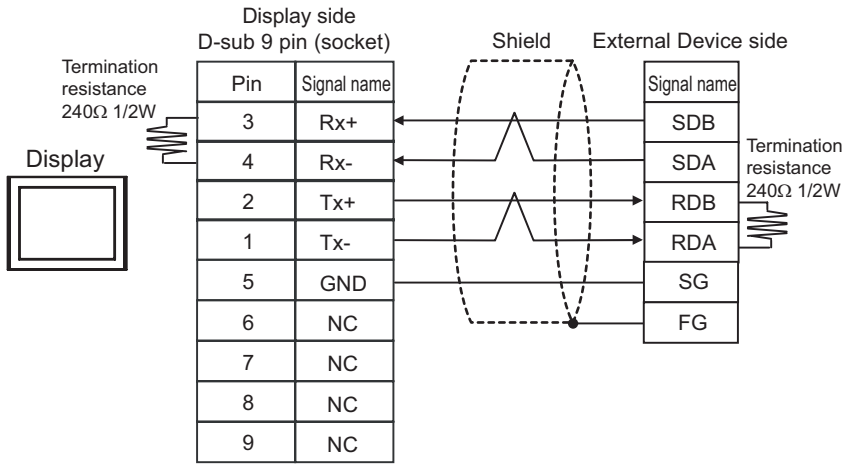 Display side
D-sub 9 pin (socket)
Shield
External Device side
Termination
resistance
240Ω 1/2W
Display
Pin Signal name
3 Rx+
4 Rx-
2 Tx+
1 Tx-
5 GND
6 NC
7 NC
8 NC
9 NC
Signal name
SDB
SDA
RDB
RDA
SG
FG
Termination
resistance
240Ω 1/2W